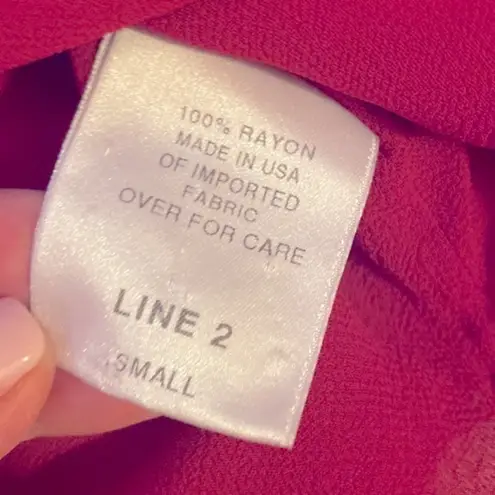 100% RAYON
MADE IN USA
OF IMPORTED
FABRIC
OVER FOR CARE
LINE 2
SMALL